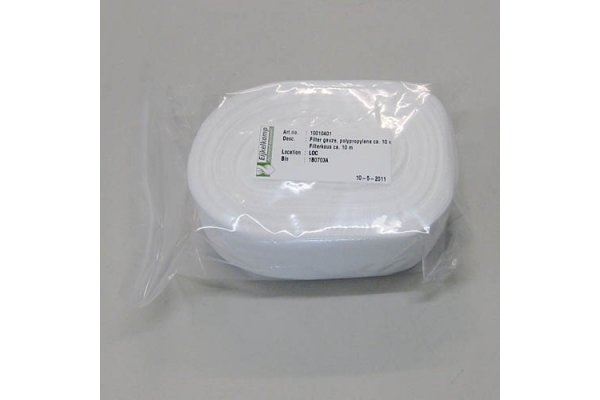 Eijkelkamp
Art no. : 10010401
Desc. : Filter gauze, polypropylene ca. 10 x
Filterkous ca. 10 m
Location : LOC
Bin : 180703A
10-5-2011